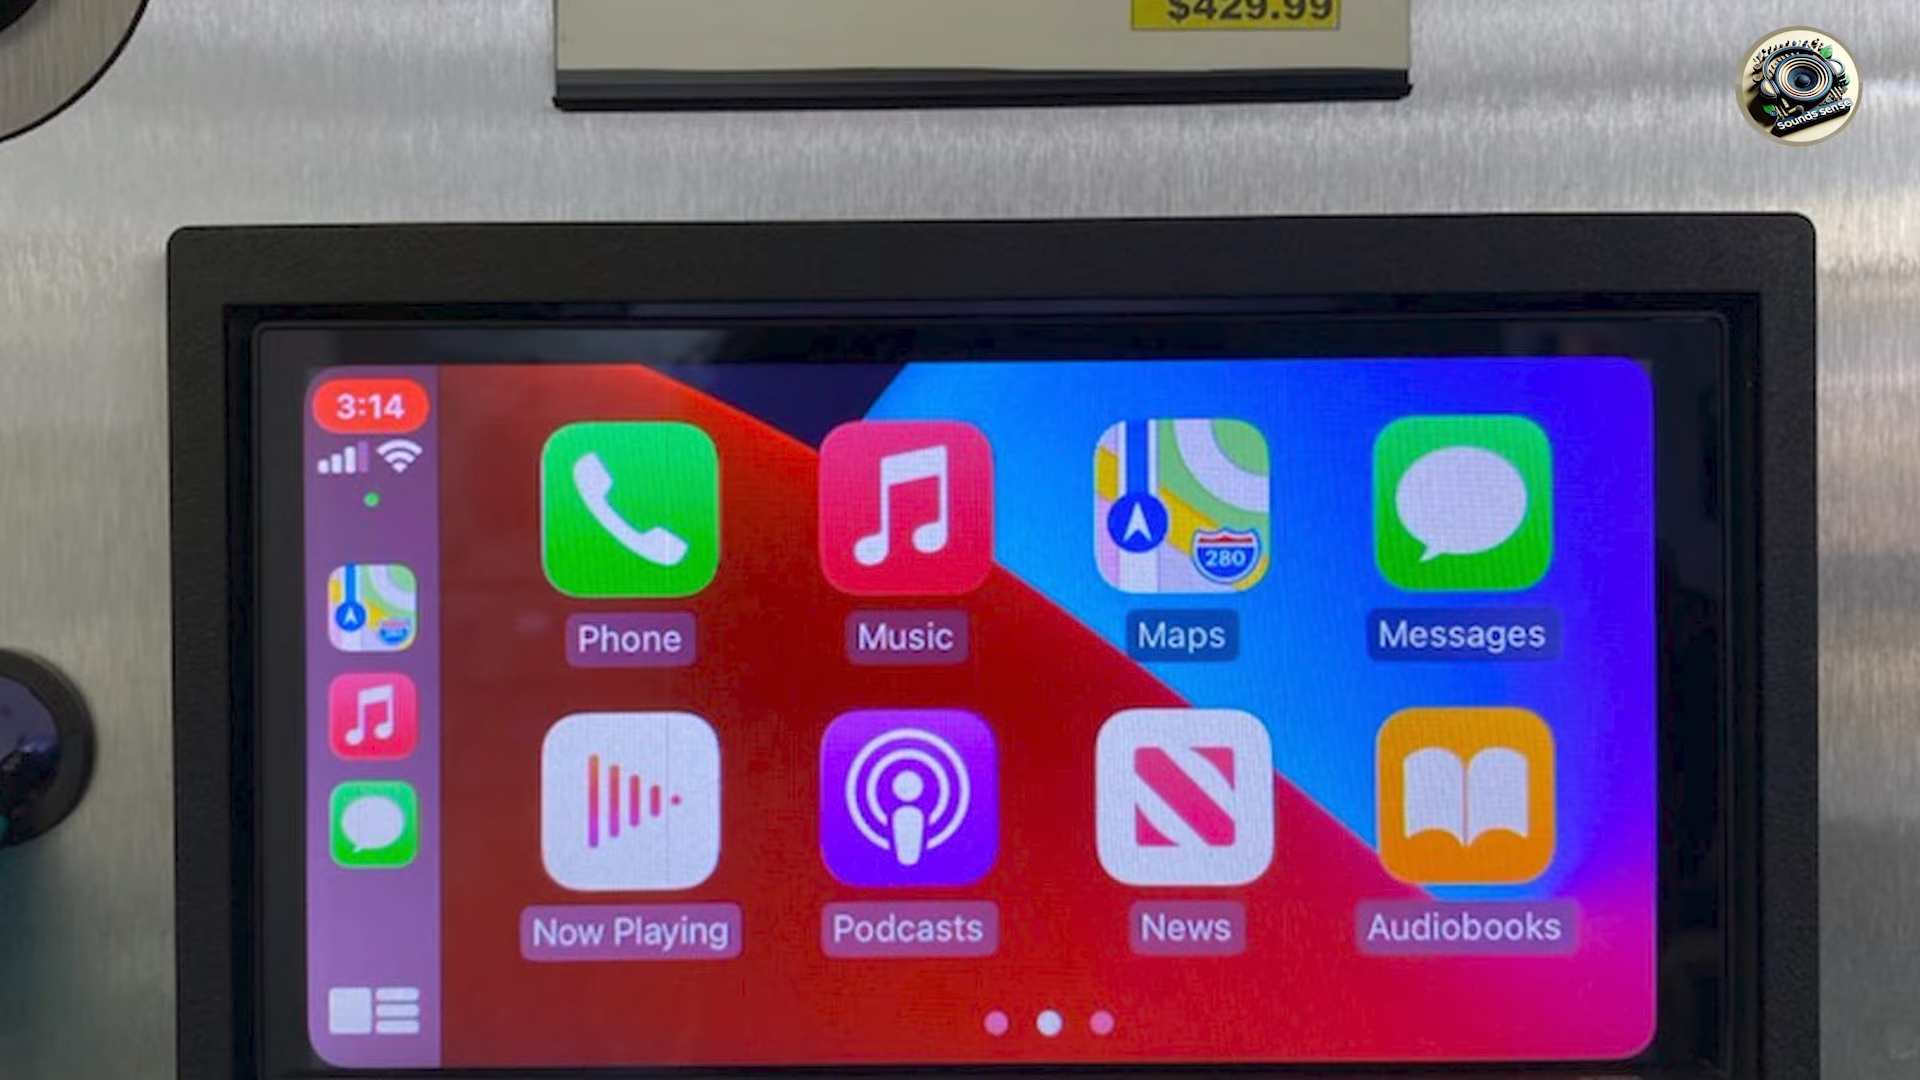 $429.99
sounds sense
3:14
280
Phone
Music
Maps
Messages
Now Playing
Podcasts
News
Audiobooks